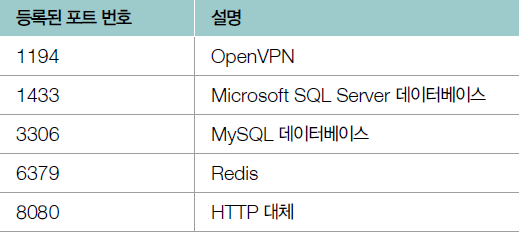 등록된 포트 번호 설명
1194 OpenVPN
1433 Microsoft SQL Server 데이터베이스
3306 MySQL 데이터베이스
6379 Redis
8080 HTTP 대체